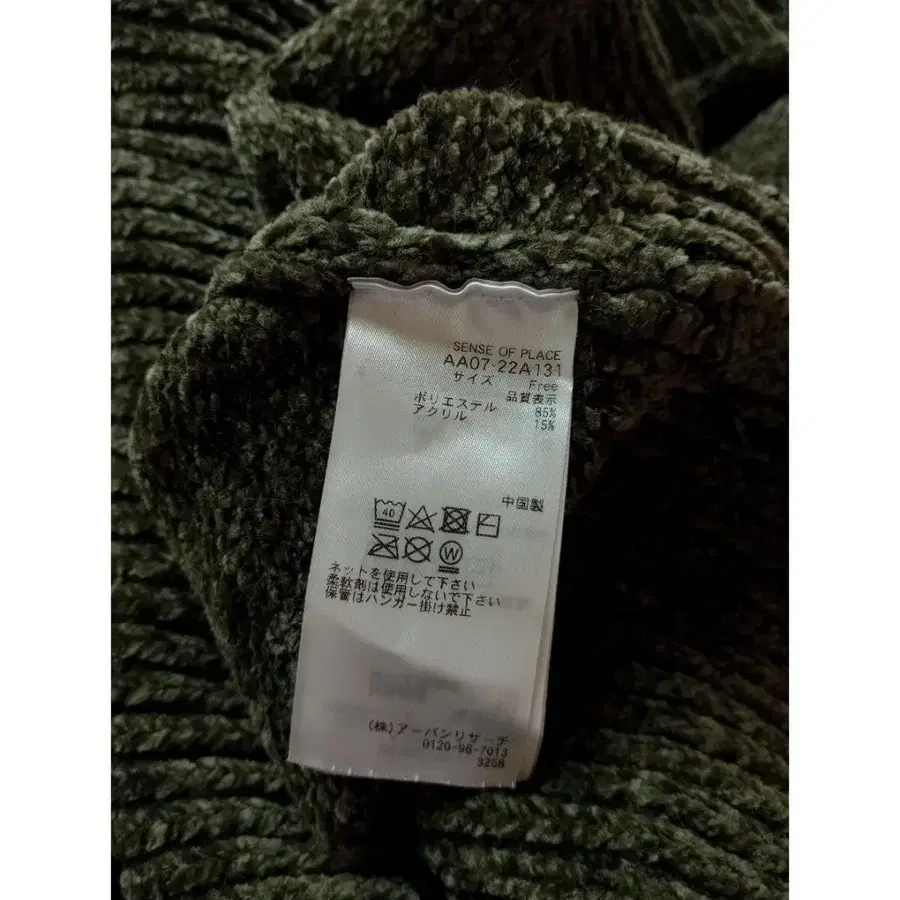 SENSE OF PLACE
AA07-22A131
サイズ Free
品質表示
ポリエステル 85%
アクリル 15%
中国製
40
W
ネットを使用して下さい
柔軟剤は使用しないで下さい
保管はハンガー掛け禁止
(株)アーバンリサーチ
0120-96-7013
3258